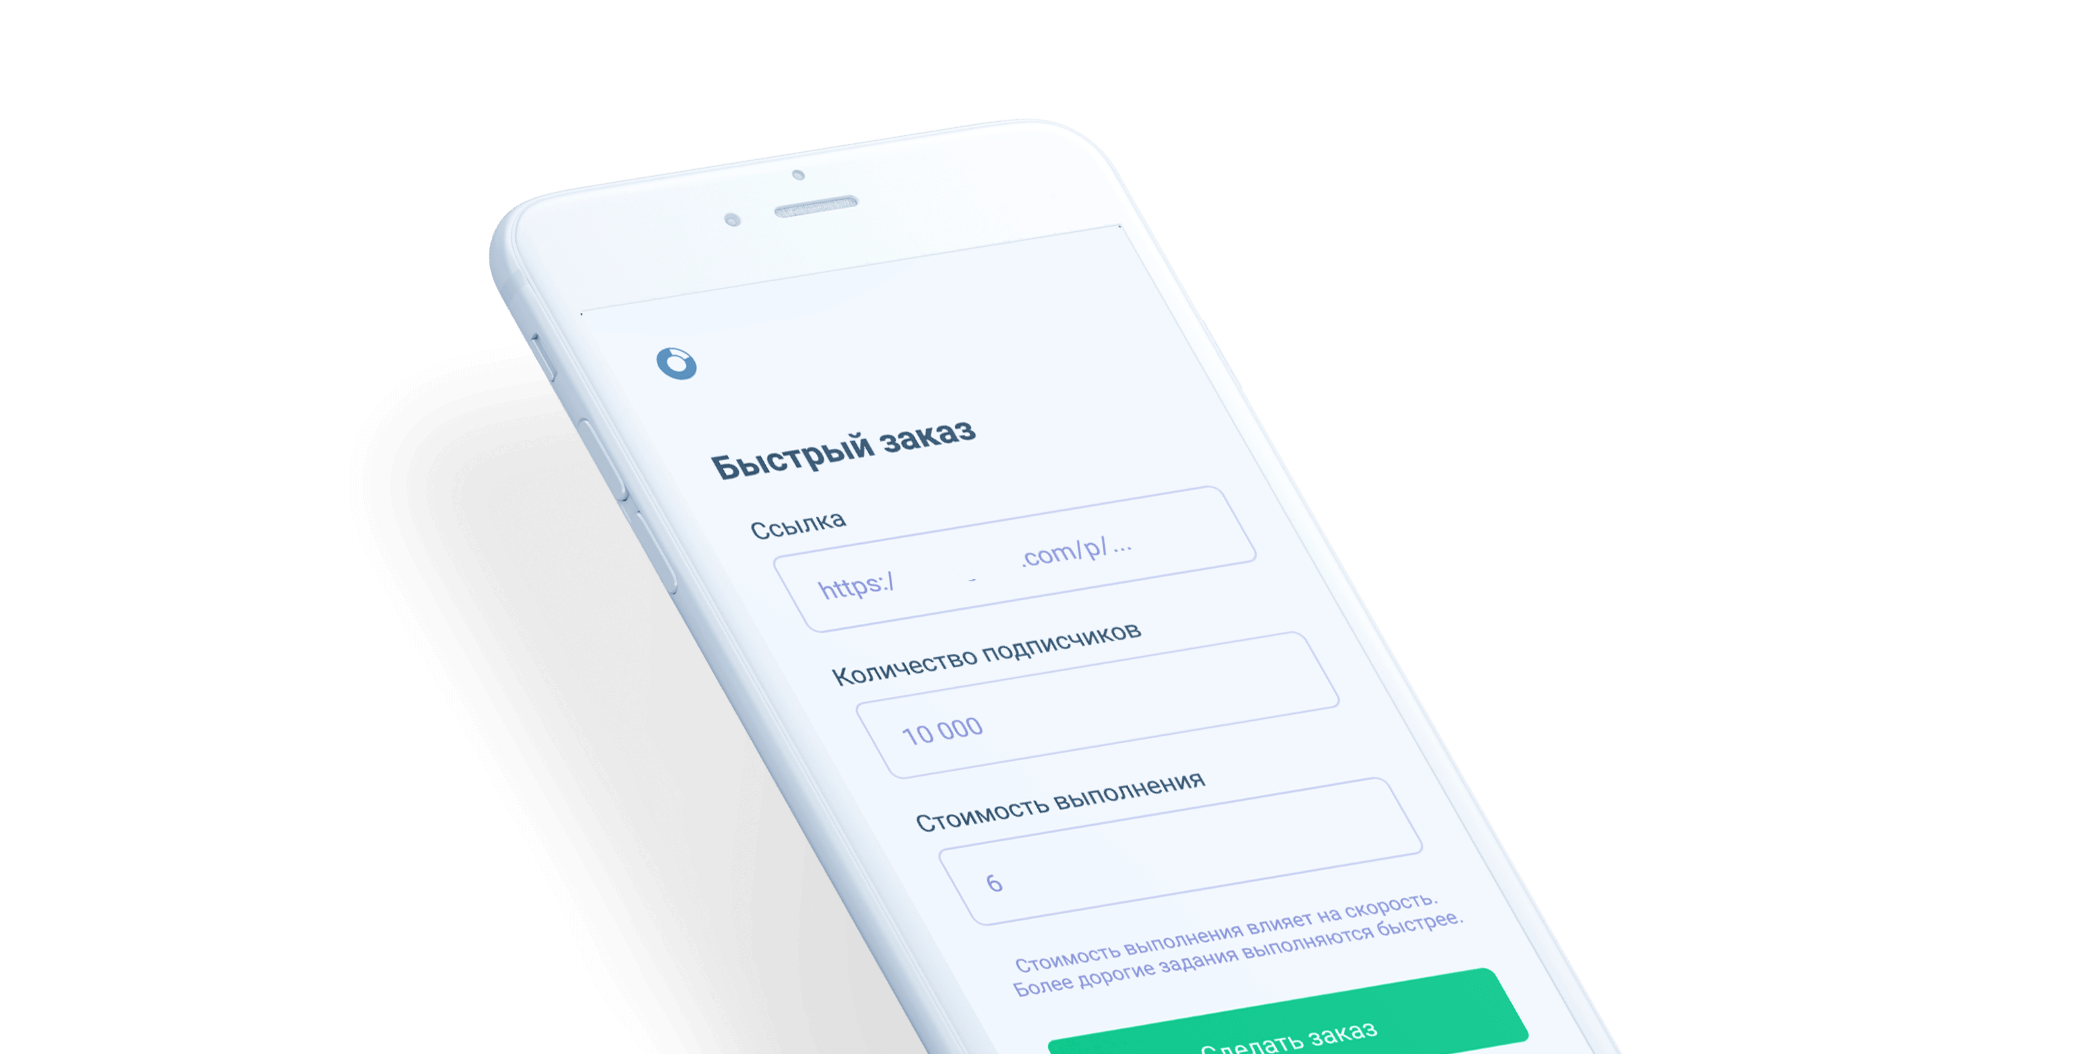 Быстрый заказ
Ссылка
https:/ .com/p/...
Количество подписчиков
10 000
Стоимость выполнения
6
Стоимость выполнения влияет на скорость.
Более дорогие задания выполняются быстрее.
Сделать заказ